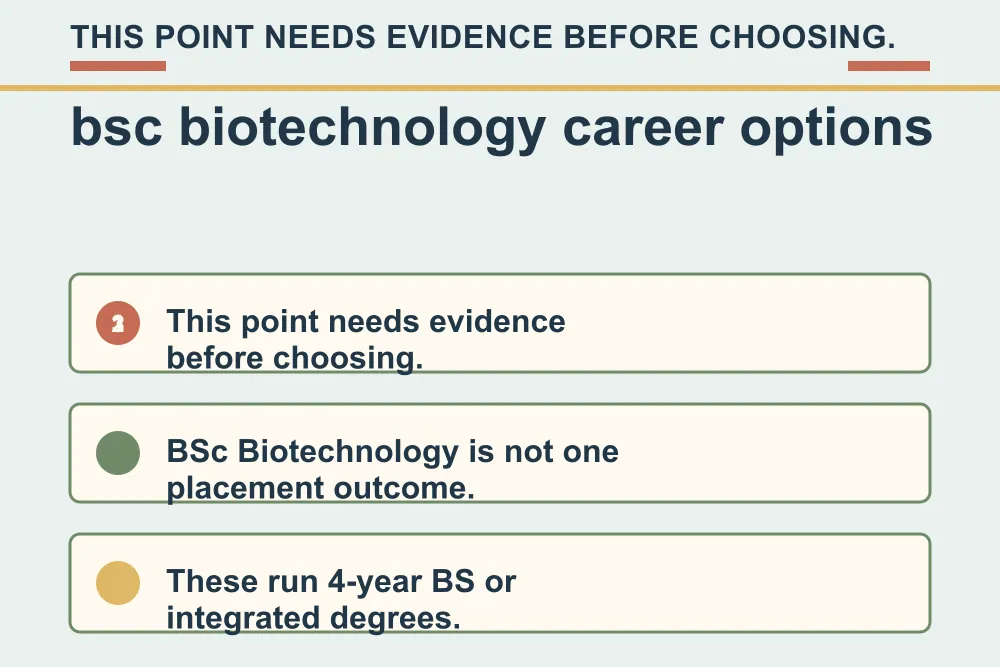 THIS POINT NEEDS EVIDENCE BEFORE CHOOSING.
bsc biotechnology career options
This point needs evidence
before choosing.
BSc Biotechnology is not one
placement outcome.
These run 4-year BS or
integrated degrees.